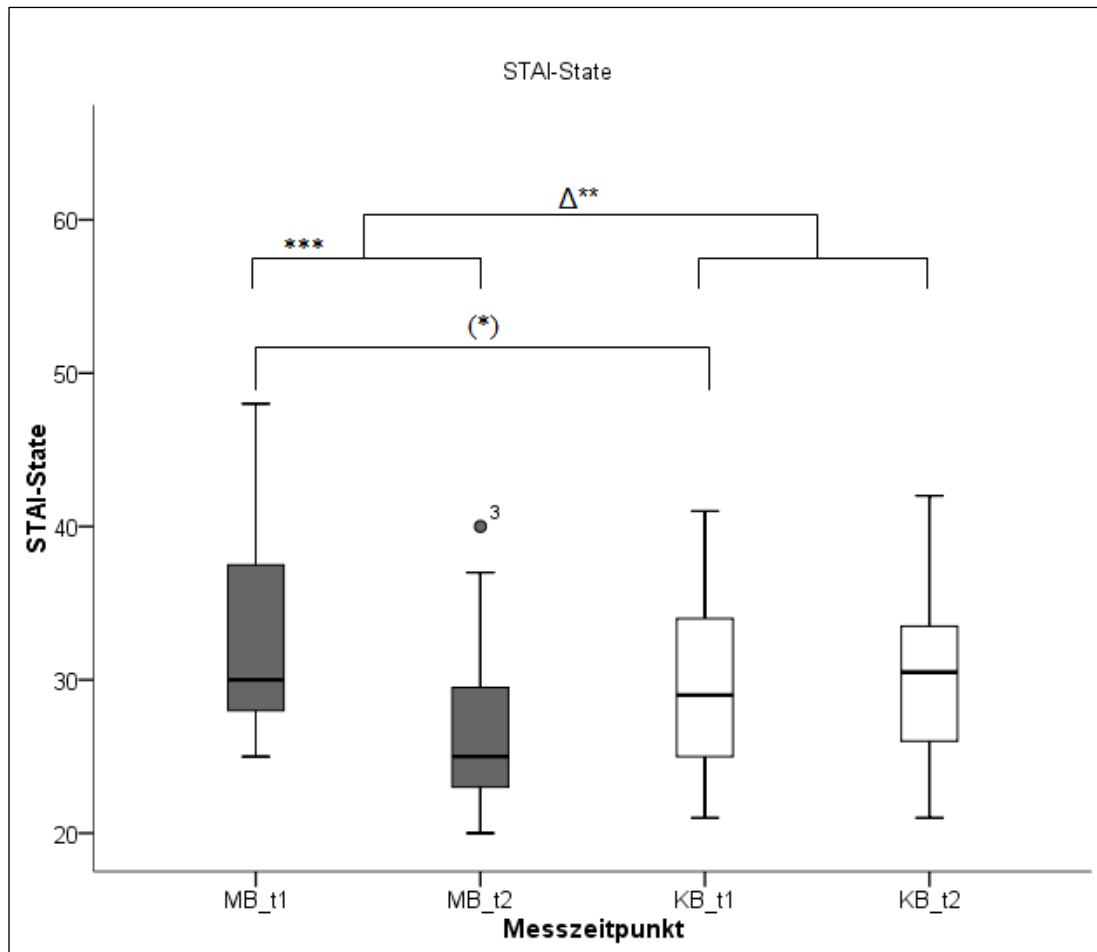 STAI-State
Δ**
***
(*)
STAI-State
60
50
40
30
20
3
MB_t1 MB_t2 KB_t1 KB_t2
Messzeitpunkt